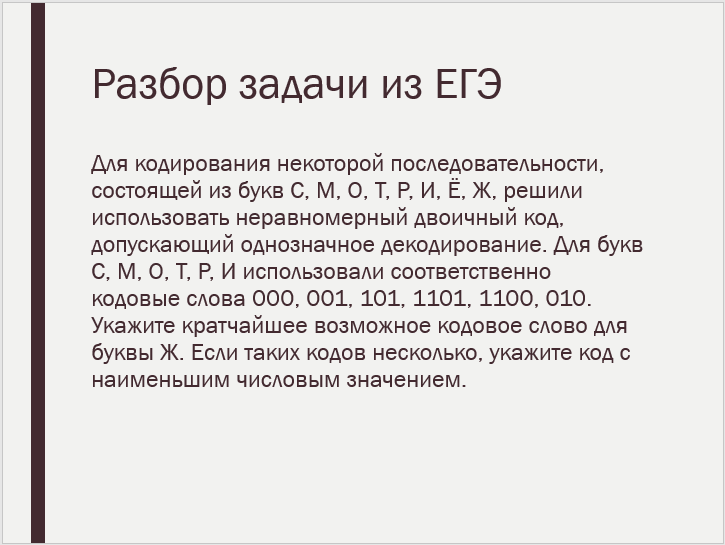 Разбор задачи из ЕГЭ
Для кодирования некоторой последовательности,
состоящей из букв С, М, О, Т, Р, И, Ё, Ж, решили
использовать неравномерный двоичный код,
допускающий однозначное декодирование. Для букв
С, М, О, Т, Р, И использовали соответственно
кодовые слова 000, 001, 101, 1101, 1100, 010.
Укажите кратчайшее возможное кодовое слово для
буквы Ж. Если таких кодов несколько, укажите код с
наименьшим числовым значением.